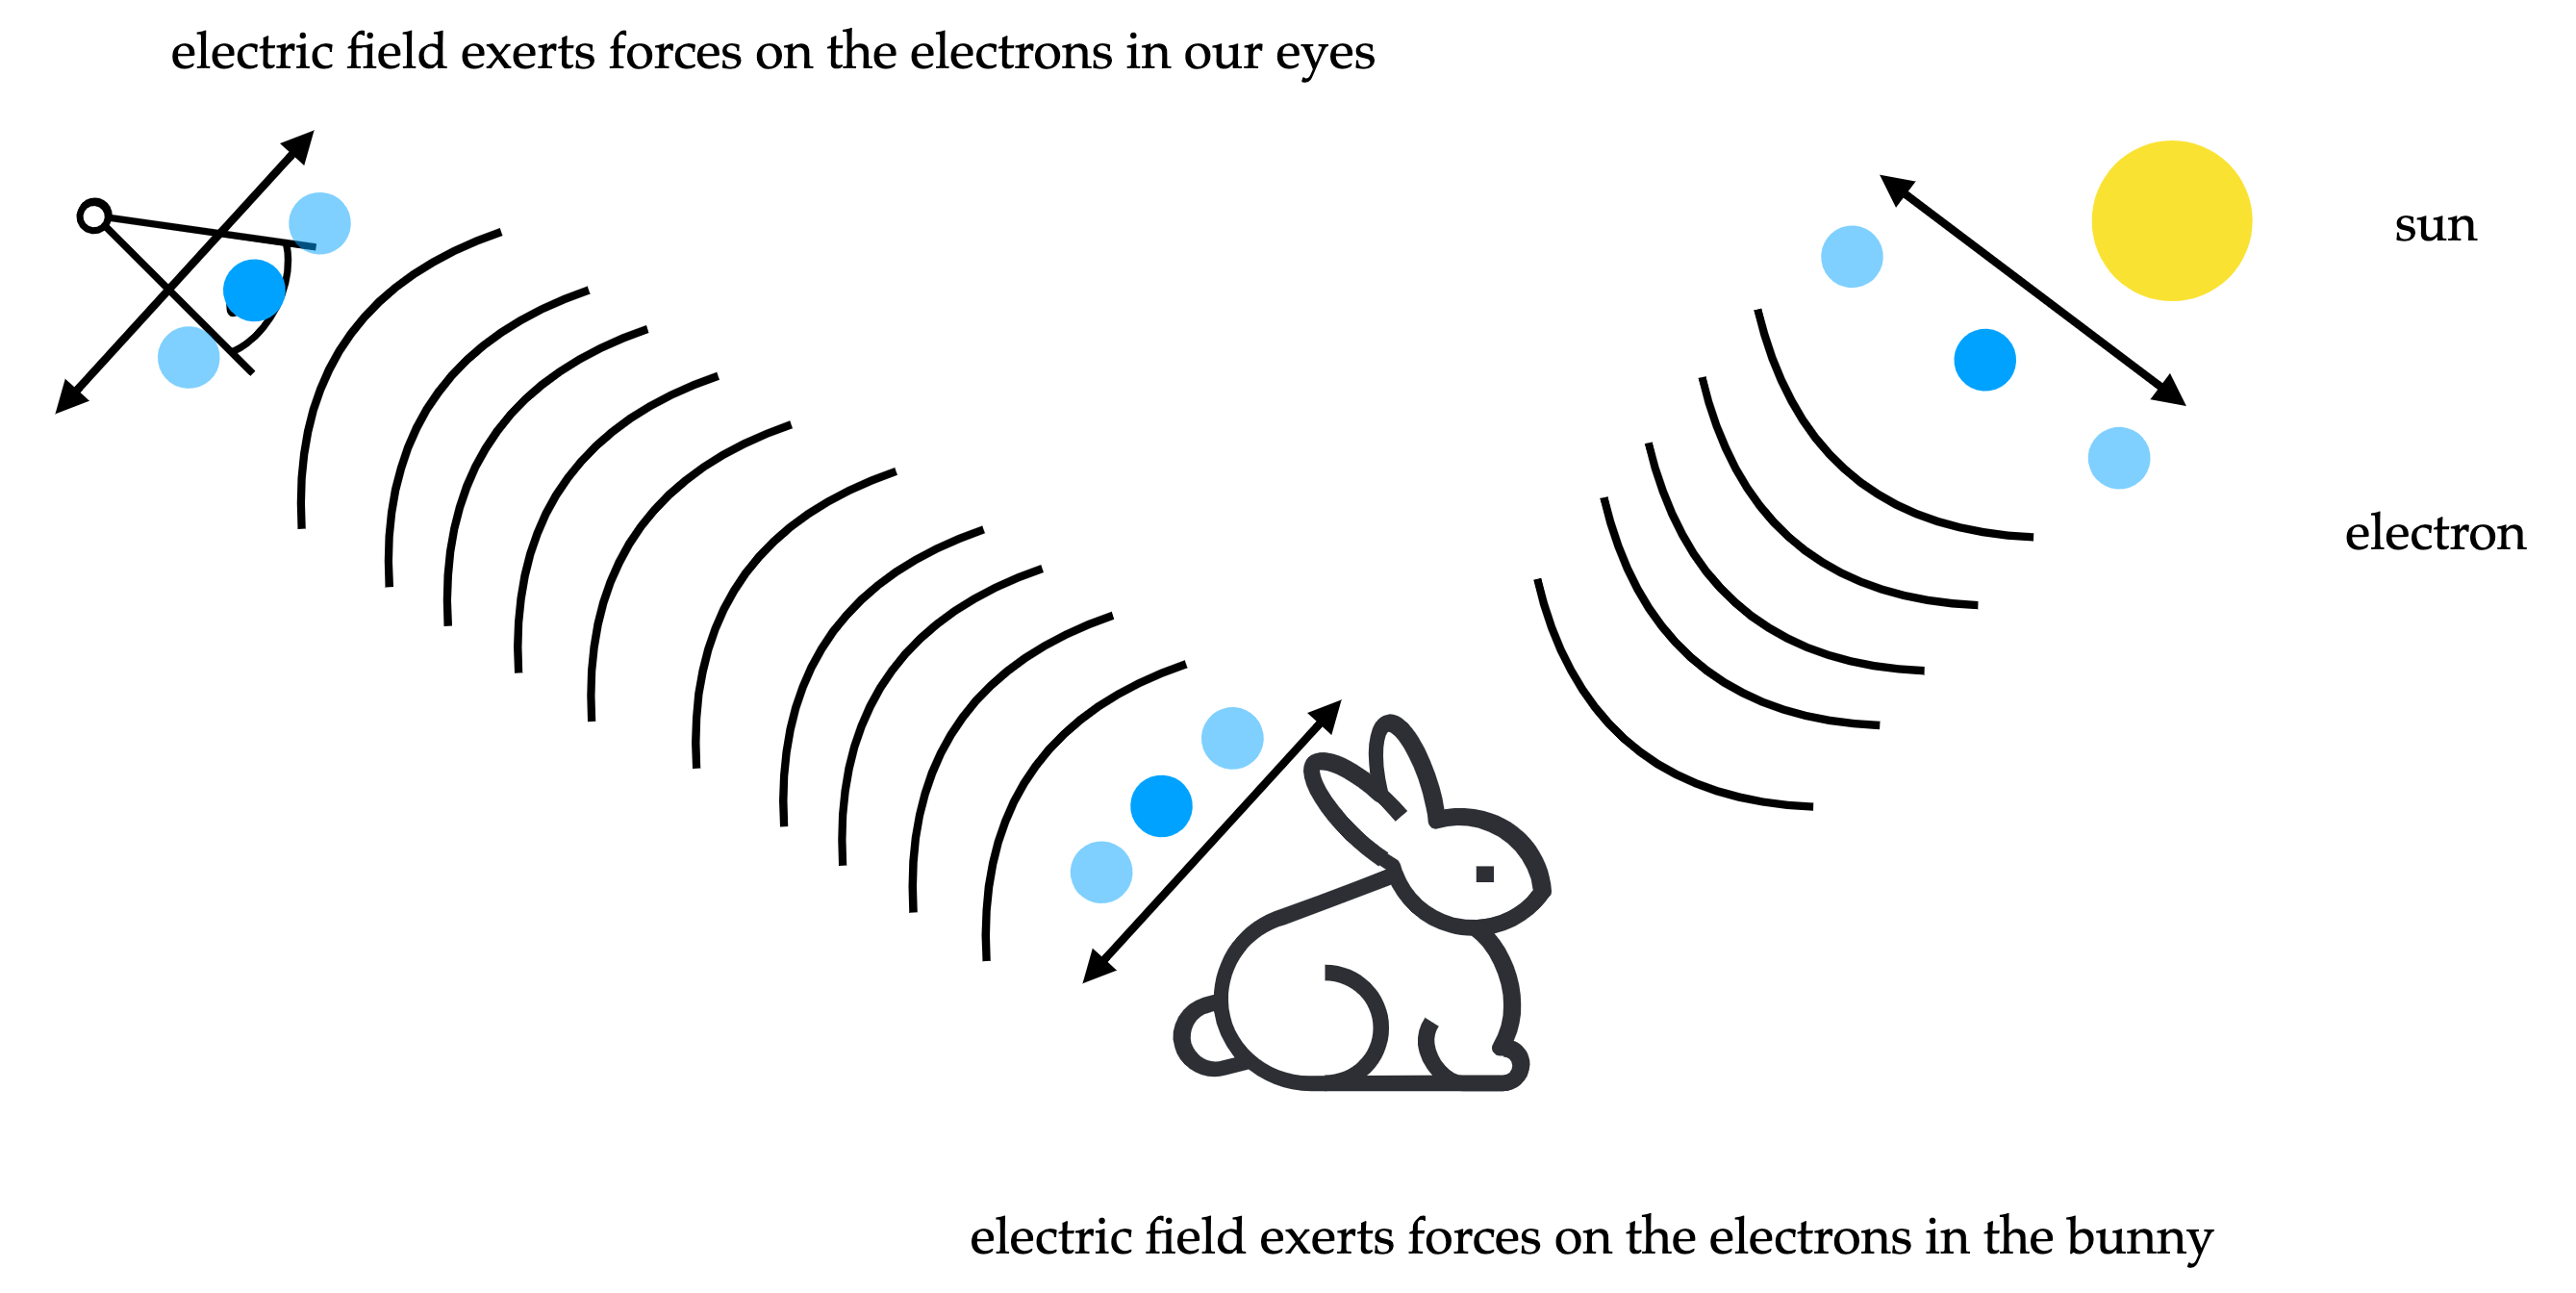 electric field exerts forces on the electrons in our eyes
sun
electron
electric field exerts forces on the electrons in the bunny